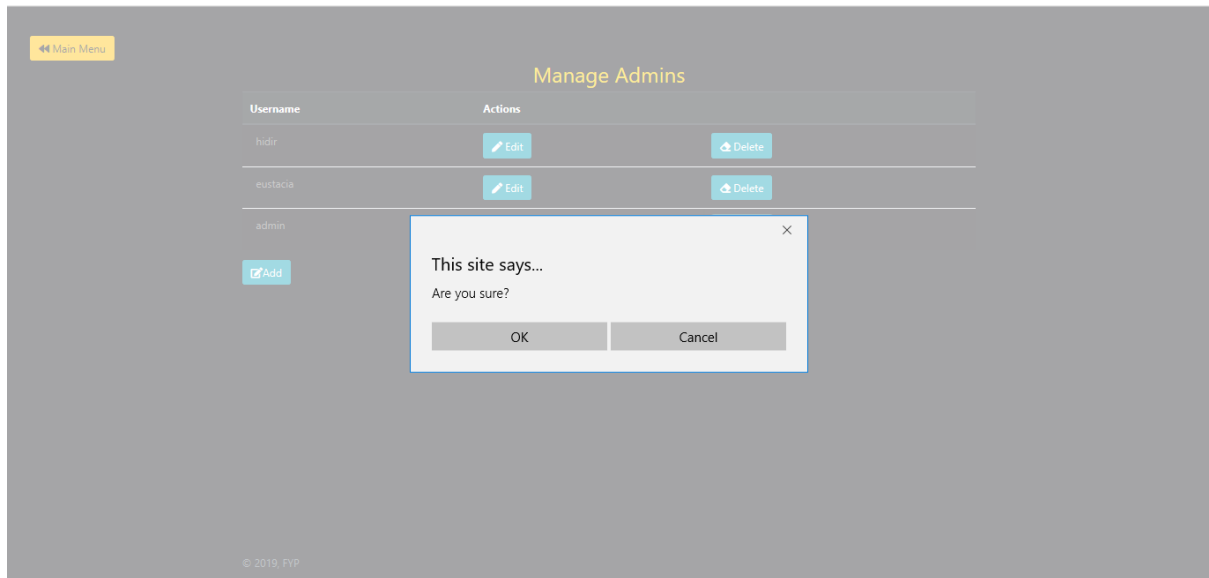 Main Menu
Manage Admins
Username Actions
hidir Edit Delete
eustacia Edit Delete
admin
Add
This site says...
Are you sure?
OK Cancel
© 2019, FYP